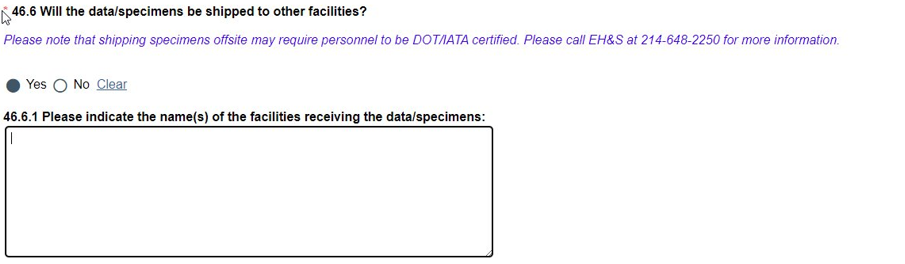 * 46.6 Will the data/specimens be shipped to other facilities?
Please note that shipping specimens offsite may require personnel to be DOT/IATA certified. Please call EH&S at 214-648-2250 for more information.
Yes No Clear
46.6.1 Please indicate the name(s) of the facilities receiving the data/specimens: